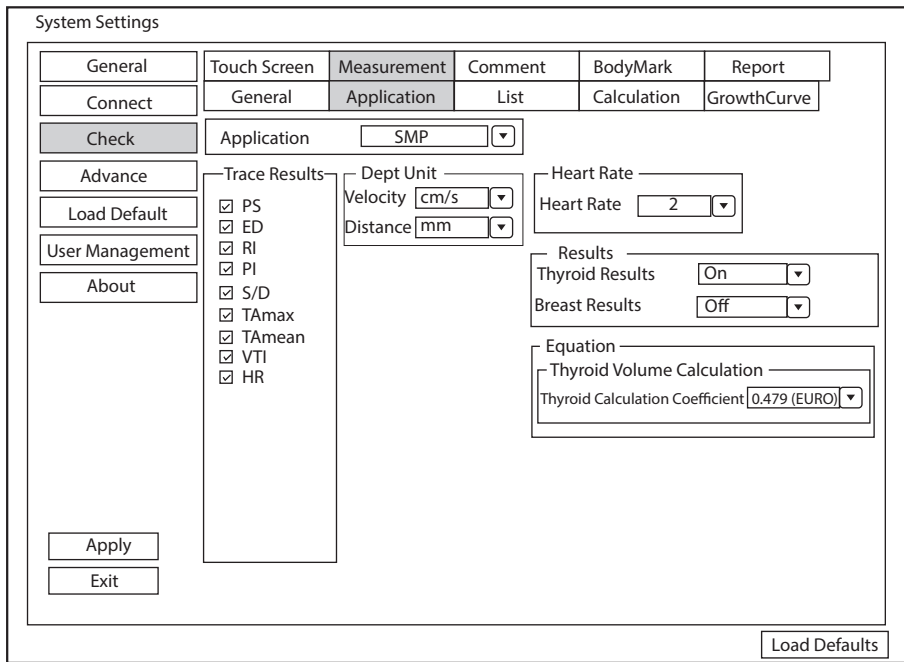 System Settings
General
Connect
Check
Advance
Load Default
User Management
About
Apply
Exit
Touch Screen Measurement Comment BodyMark Report
General Application List Calculation GrowthCurve
Application SMP
Trace Results
PS
ED
RI
PI
S/D
TAmax
TAmean
VTI
HR
Dept Unit
Velocity cm/s
Distance mm
Heart Rate
Heart Rate 2
Results
Thyroid Results On
Breast Results Off
Equation
Thyroid Volume Calculation
Thyroid Calculation Coefficient 0.479 (EURO)
Load Defaults